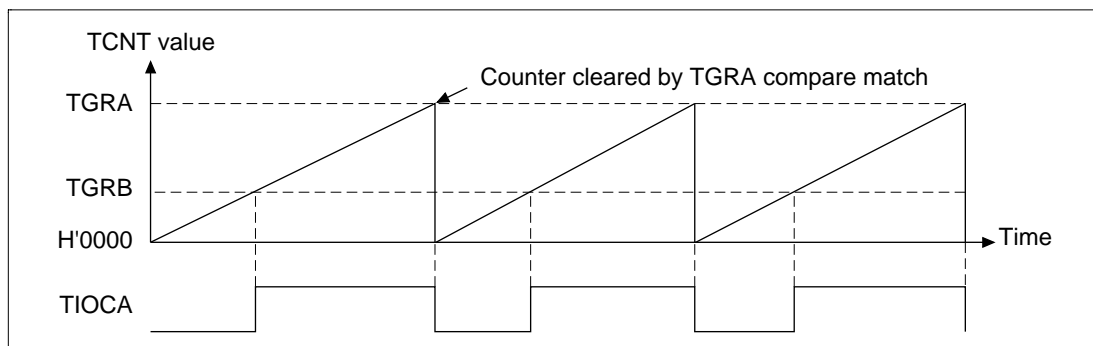 TCNT value
Counter cleared by TGRA compare match
TGRA
TGRB
H'0000
Time
TIOCA